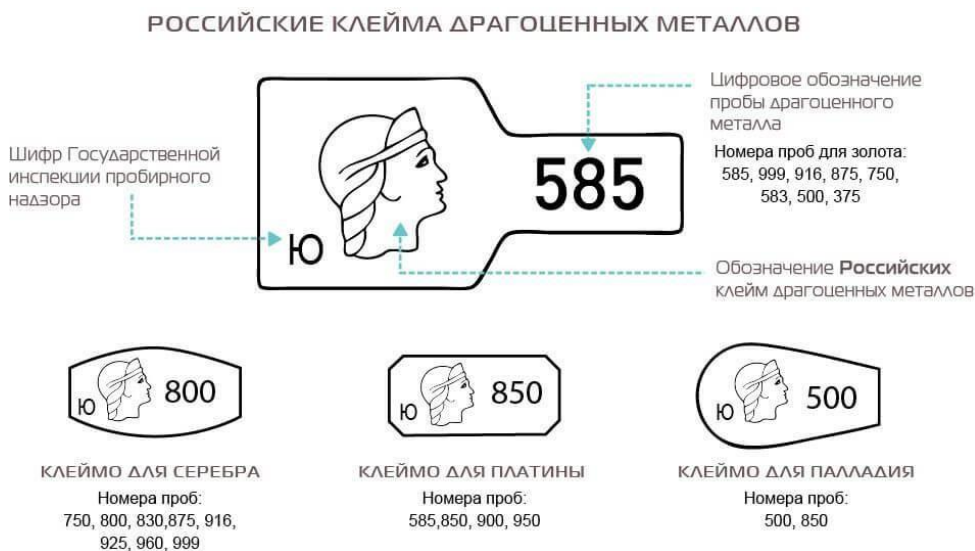 РОССИЙСКИЕ КЛЕЙМА ДРАГОЦЕННЫХ МЕТАЛЛОВ
Шифр Государственной
инспекции пробирного
надзора
Ю
585
Цифровое обозначение
пробы драгоценного
металла
Номера проб для золота:
585, 999, 916, 875, 750,
583, 500, 375
Обозначение Российских
клейм драгоценных металлов
Ю 800
КЛЕЙМО ДЛЯ СЕРЕБРА
Номера проб:
750, 800, 830,875, 916,
925, 960, 999
Ю 850
КЛЕЙМО ДЛЯ ПЛАТИНЫ
Номера проб:
585,850, 900, 950
Ю 500
КЛЕЙМО ДЛЯ ПАЛЛАДИЯ
Номера проб:
500, 850